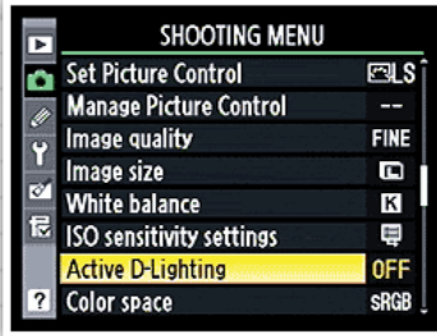 SHOOTING MENU
Set Picture Control LS
Manage Picture Control --
Image quality FINE
Image size L
White balance K
ISO sensitivity settings
Active D-Lighting OFF
? Color space sRGB